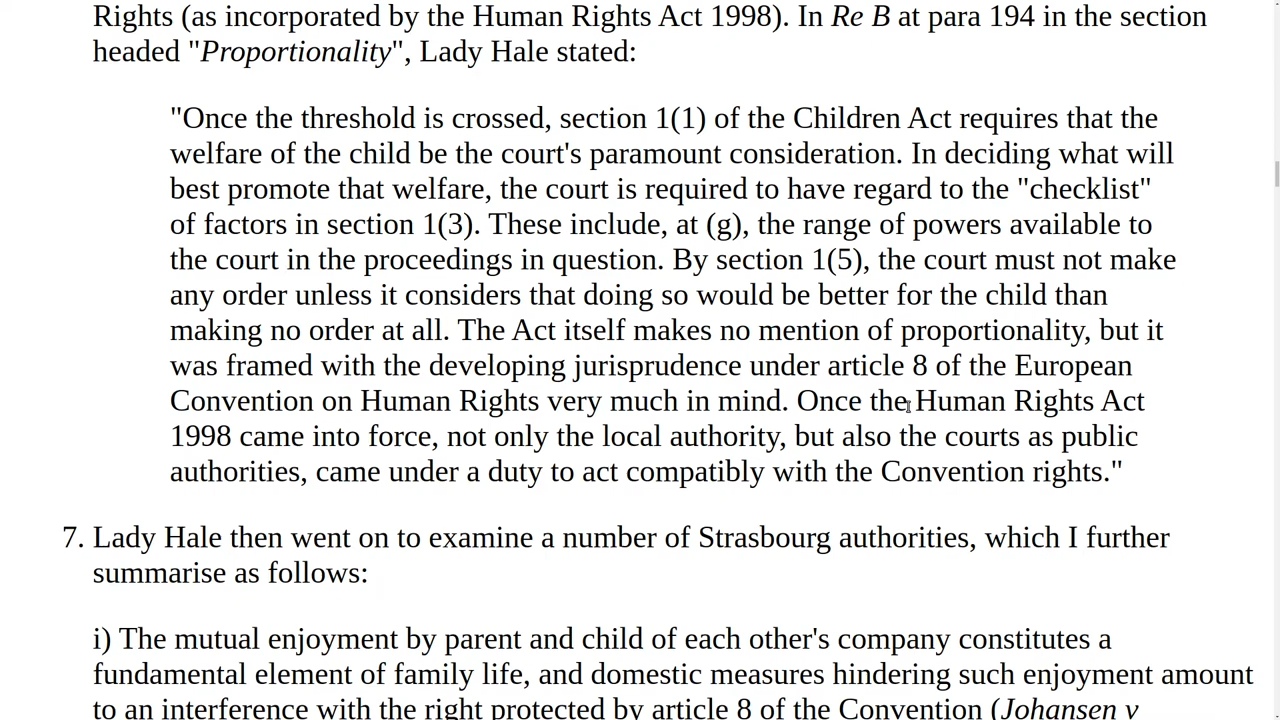 Rights (as incorporated by the Human Rights Act 1998). In Re B at para 194 in the section
headed "Proportionality", Lady Hale stated:
"Once the threshold is crossed, section 1(1) of the Children Act requires that the
welfare of the child be the court's paramount consideration. In deciding what will
best promote that welfare, the court is required to have regard to the "checklist"
of factors in section 1(3). These include, at (g), the range of powers available to
the court in the proceedings in question. By section 1(5), the court must not make
any order unless it considers that doing so would be better for the child than
making no order at all. The Act itself makes no mention of proportionality, but it
was framed with the developing jurisprudence under article 8 of the European
Convention on Human Rights very much in mind. Once the Human Rights Act
1998 came into force, not only the local authority, but also the courts as public
authorities, came under a duty to act compatibly with the Convention rights."
7. Lady Hale then went on to examine a number of Strasbourg authorities, which I further
summarise as follows:
i) The mutual enjoyment by parent and child of each other's company constitutes a
fundamental element of family life, and domestic measures hindering such enjoyment amount
to an interference with the right protected by article 8 of the Convention (Johansen v